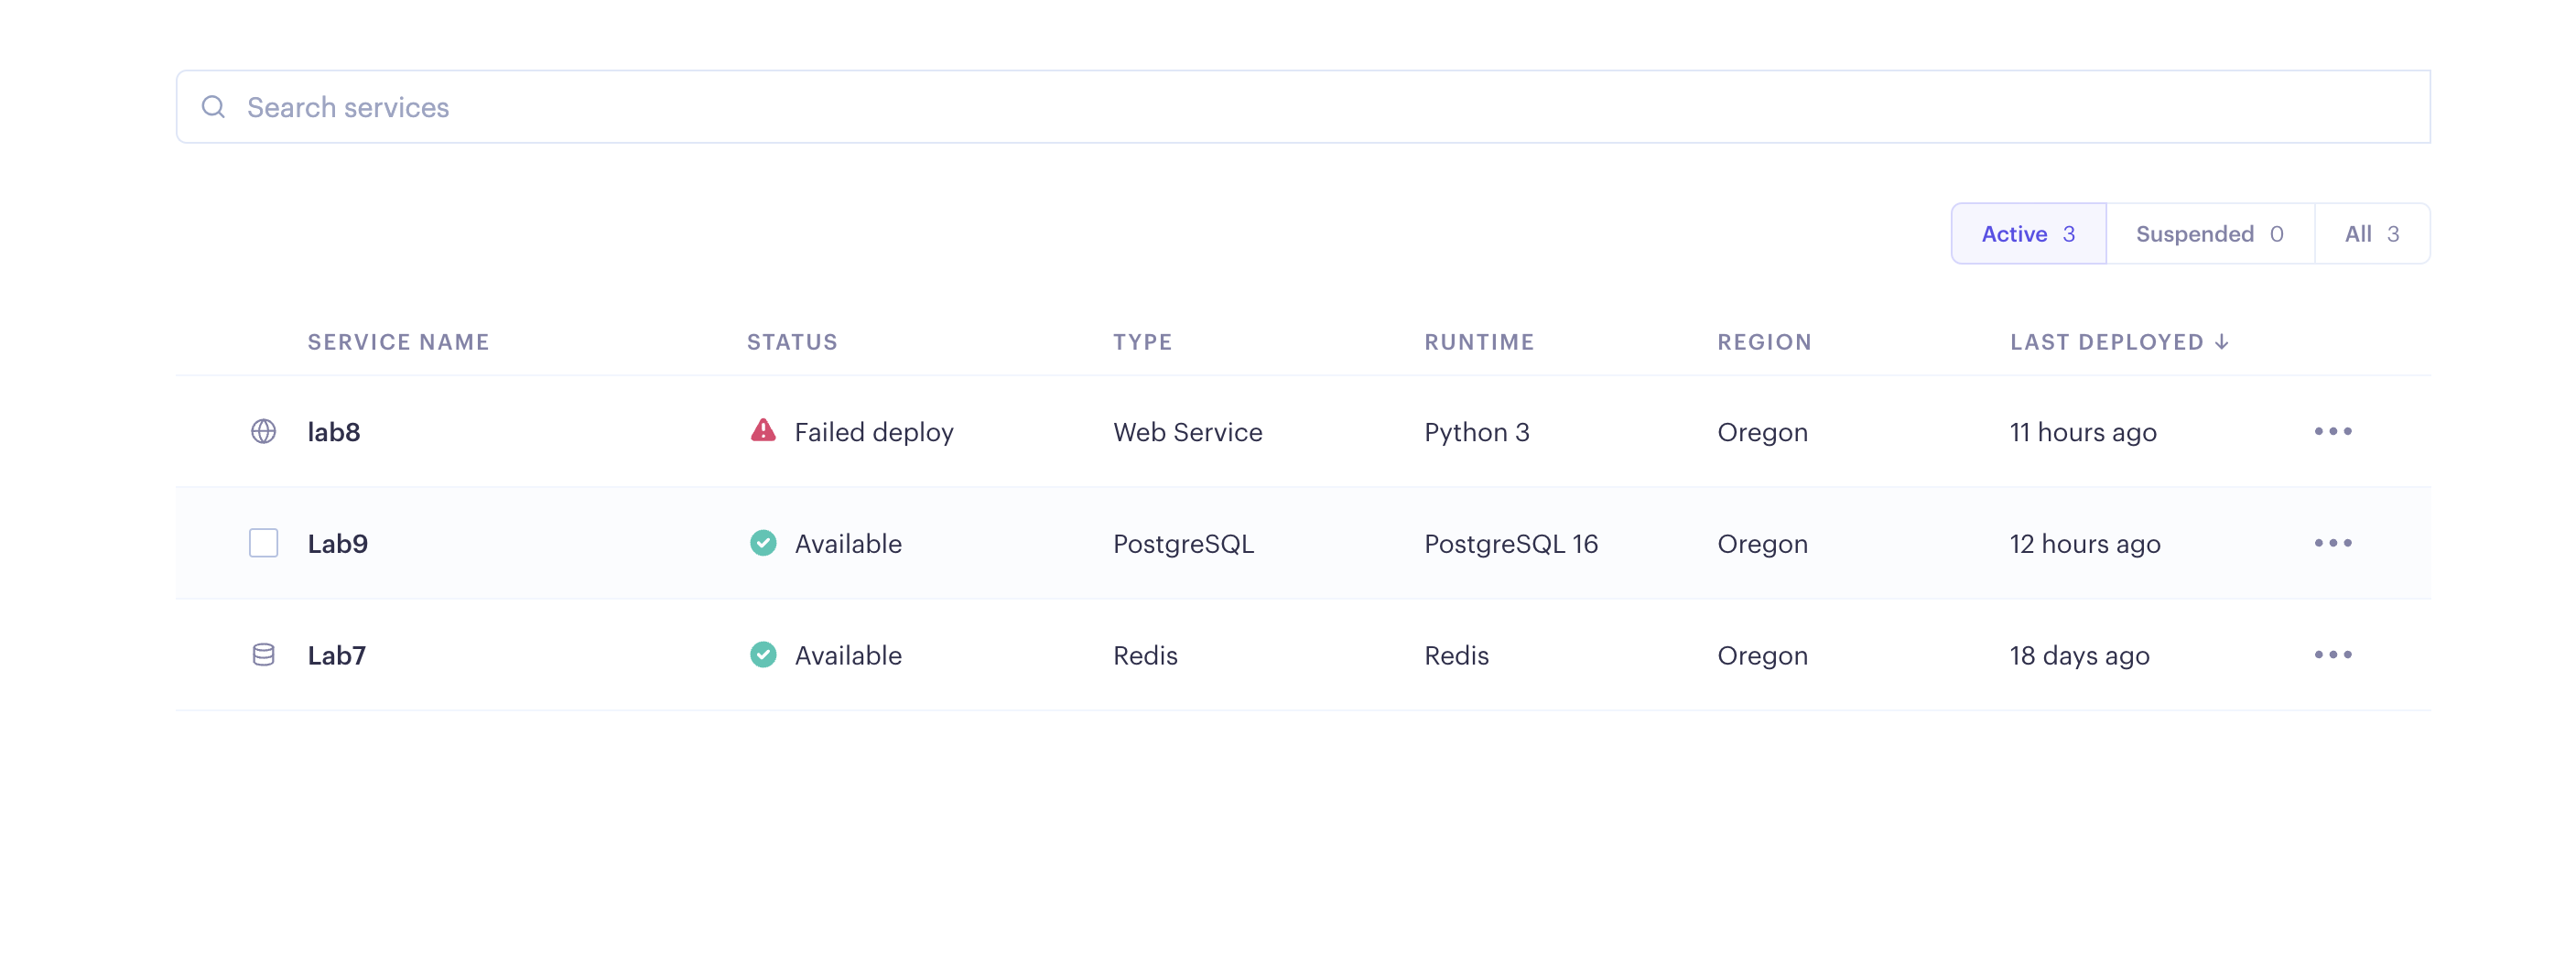 Search services
Active 3 Suspended 0 All 3
SERVICE NAME STATUS TYPE RUNTIME REGION LAST DEPLOYED ↓
lab8 Failed deploy Web Service Python 3 Oregon 11 hours ago
Lab9 Available PostgreSQL PostgreSQL 16 Oregon 12 hours ago
Lab7 Available Redis Redis Oregon 18 days ago